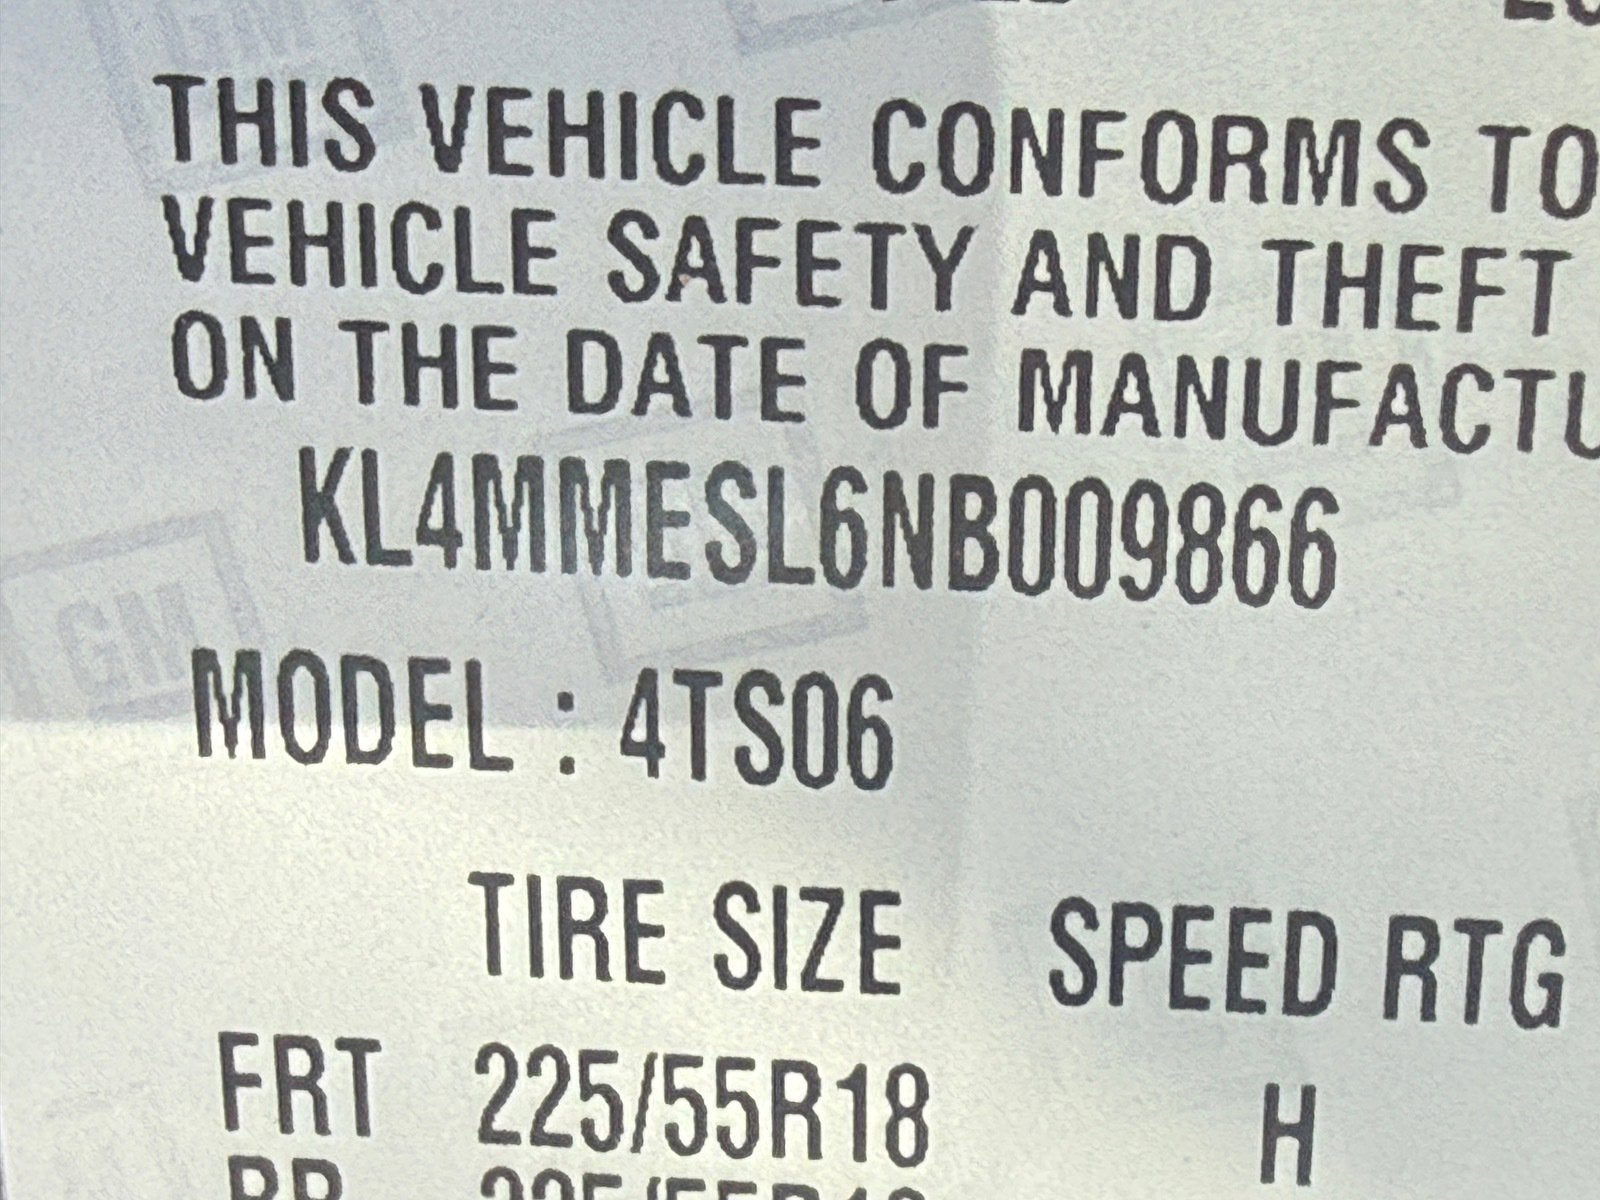 THIS VEHICLE CONFORMS TO
VEHICLE SAFETY AND THEFT
ON THE DATE OF MANUFACTU
KL4MMESL6NB009866
GM
MODEL : 4TS06
TIRE SIZE SPEED RTG
FRT 225/55R18 H